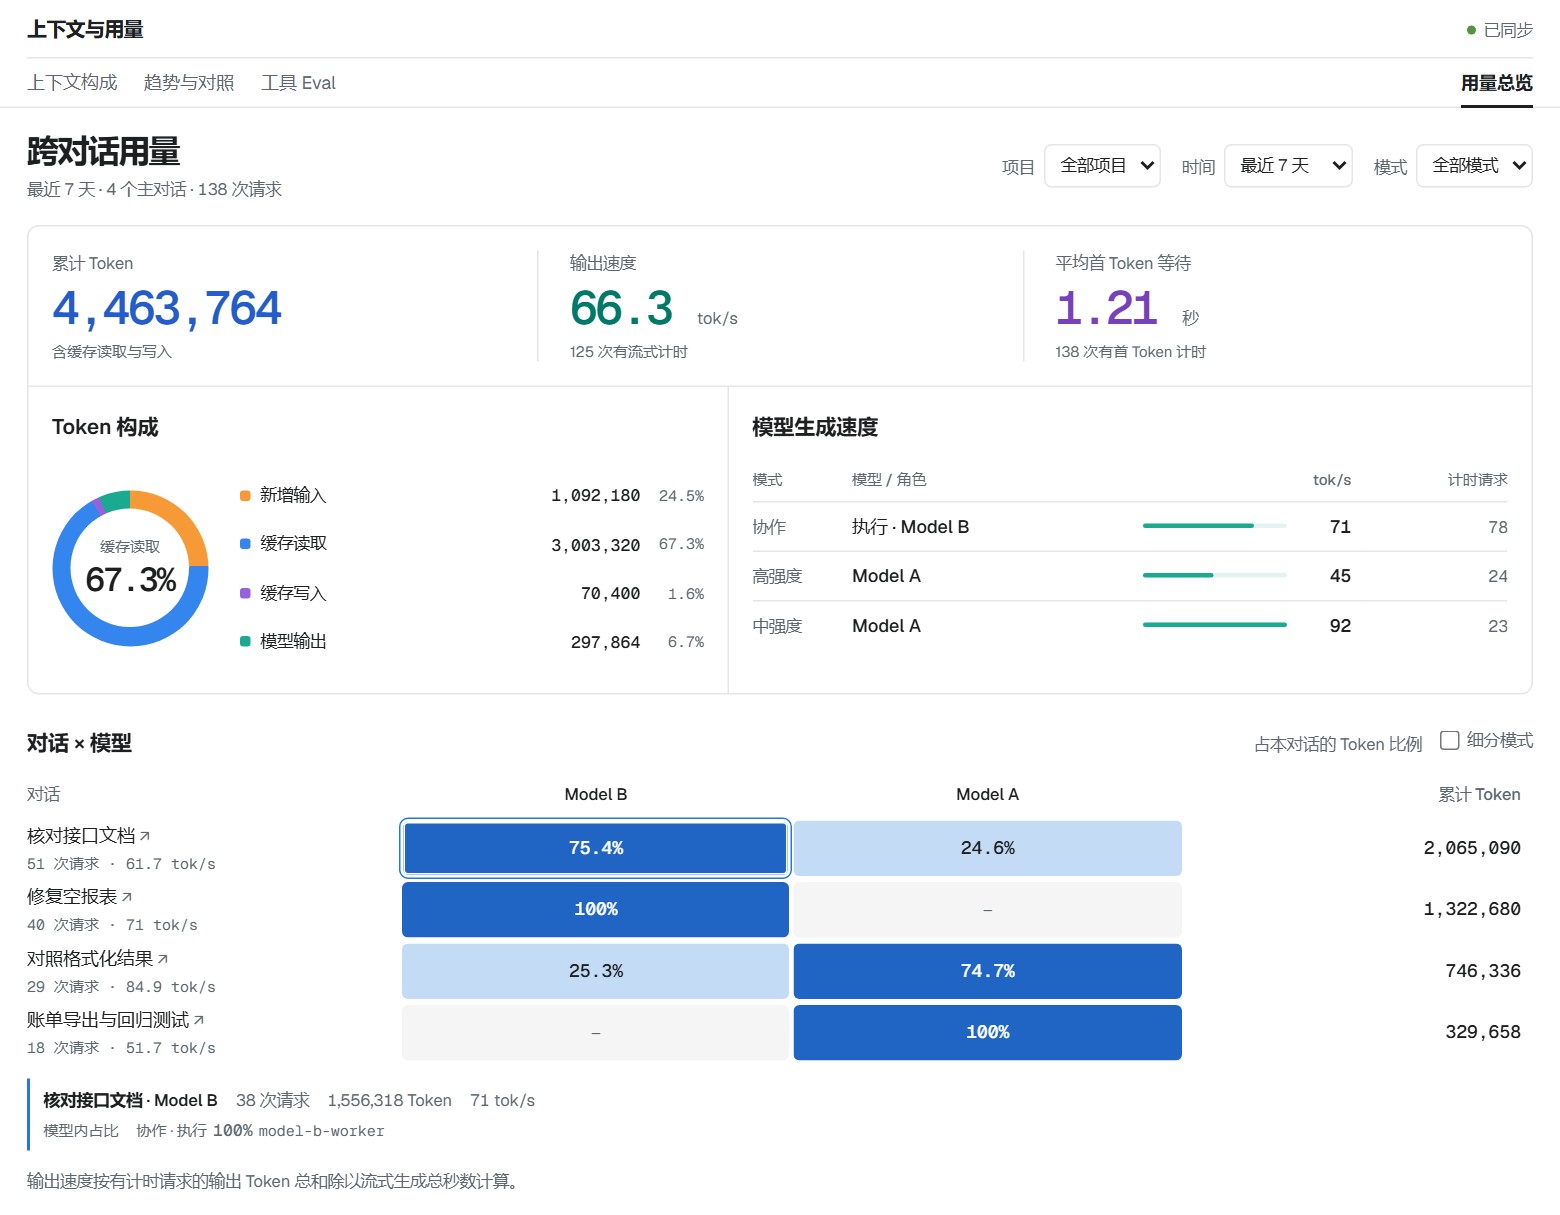 上下文与用量
已同步
上下文构成 趋势与对照 工具 Eval 用量总览
跨对话用量
最近 7 天 · 4 个主对话 · 138 次请求
项目 全部项目 时间 最近 7 天 模式 全部模式
累计 Token
4,463,764
含缓存读取与写入
输出速度
66.3 tok/s
125 次有流式计时
平均首 Token 等待
1.21 秒
138 次有首 Token 计时
Token 构成
缓存读取
67.3%
新增输入 1,092,180 24.5%
缓存读取 3,003,320 67.3%
缓存写入 70,400 1.6%
模型输出 297,864 6.7%
模型生成速度
模式 模型 / 角色 tok/s 计时请求
协作 执行 · Model B 71 78
高强度 Model A 45 24
中强度 Model A 92 23
对话 × 模型
占本对话的 Token 比例 细分模式
对话 Model B Model A 累计 Token
核对接口文档 ↗ 75.4% 24.6% 2,065,090
51 次请求 · 61.7 tok/s
修复空报表 ↗ 100% – 1,322,680
40 次请求 · 71 tok/s
对照格式化结果 ↗ 25.3% 74.7% 746,336
29 次请求 · 84.9 tok/s
账单导出与回归测试 ↗ – 100% 329,658
18 次请求 · 51.7 tok/s
核对接口文档 · Model B 38 次请求 1,556,318 Token 71 tok/s
模型内占比 协作 · 执行 100% model-b-worker
输出速度按有计时请求的输出 Token 总和除以流式生成总秒数计算。